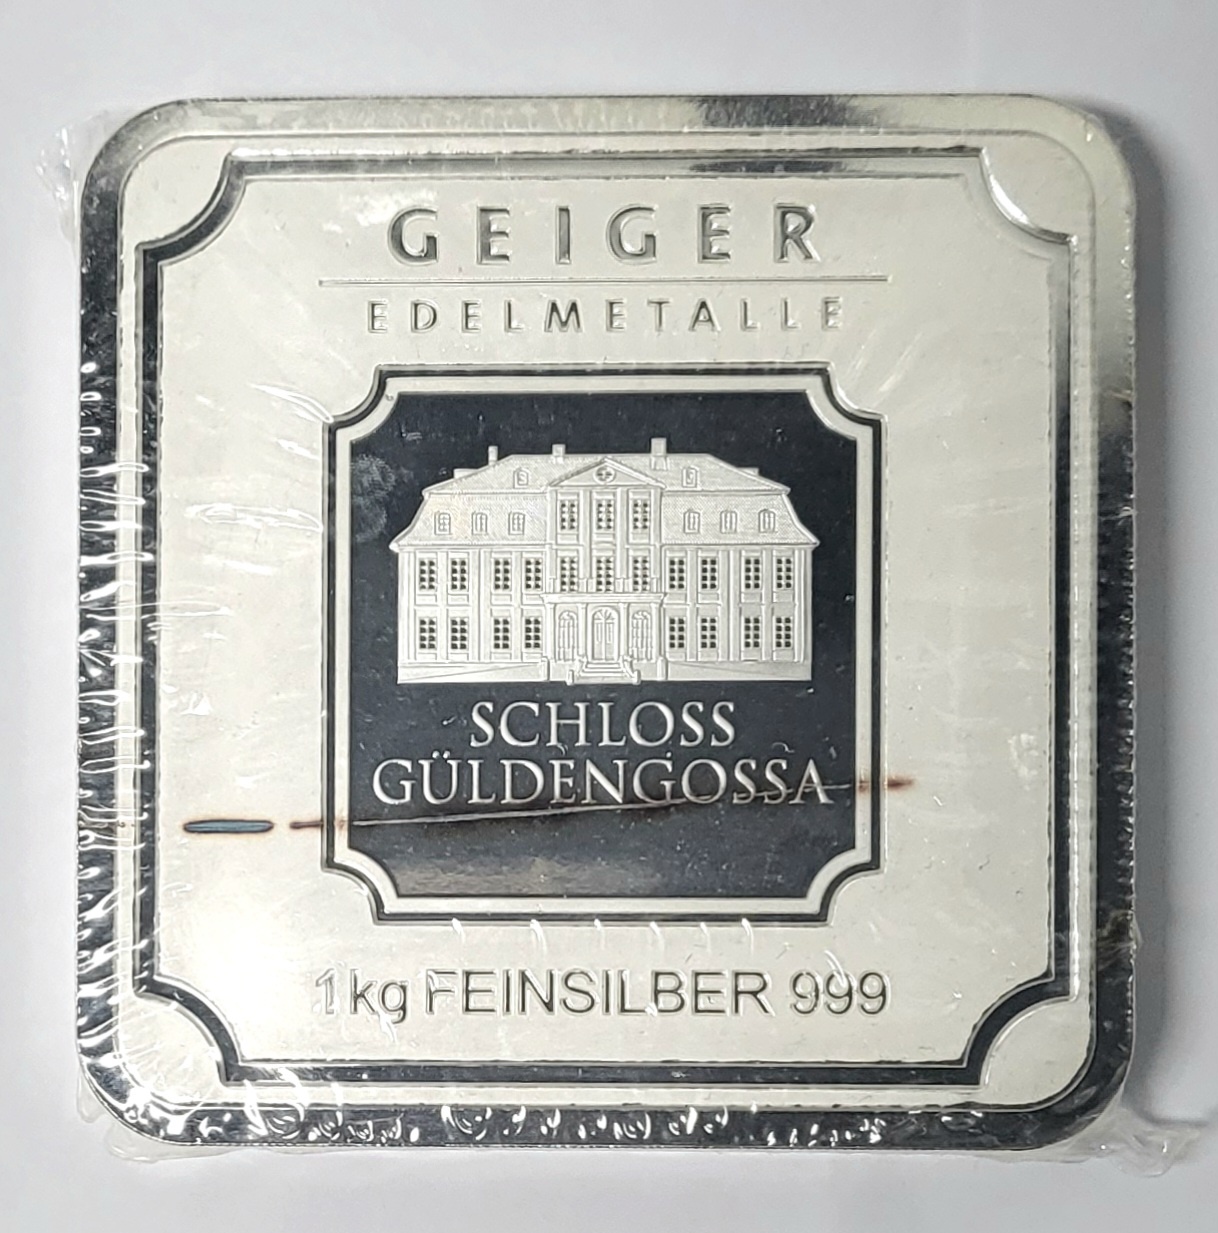 GEIGER
EDELMETALLE
SCHLOSS
GÜLDENGOSSA
1kg FEINSILBER 999